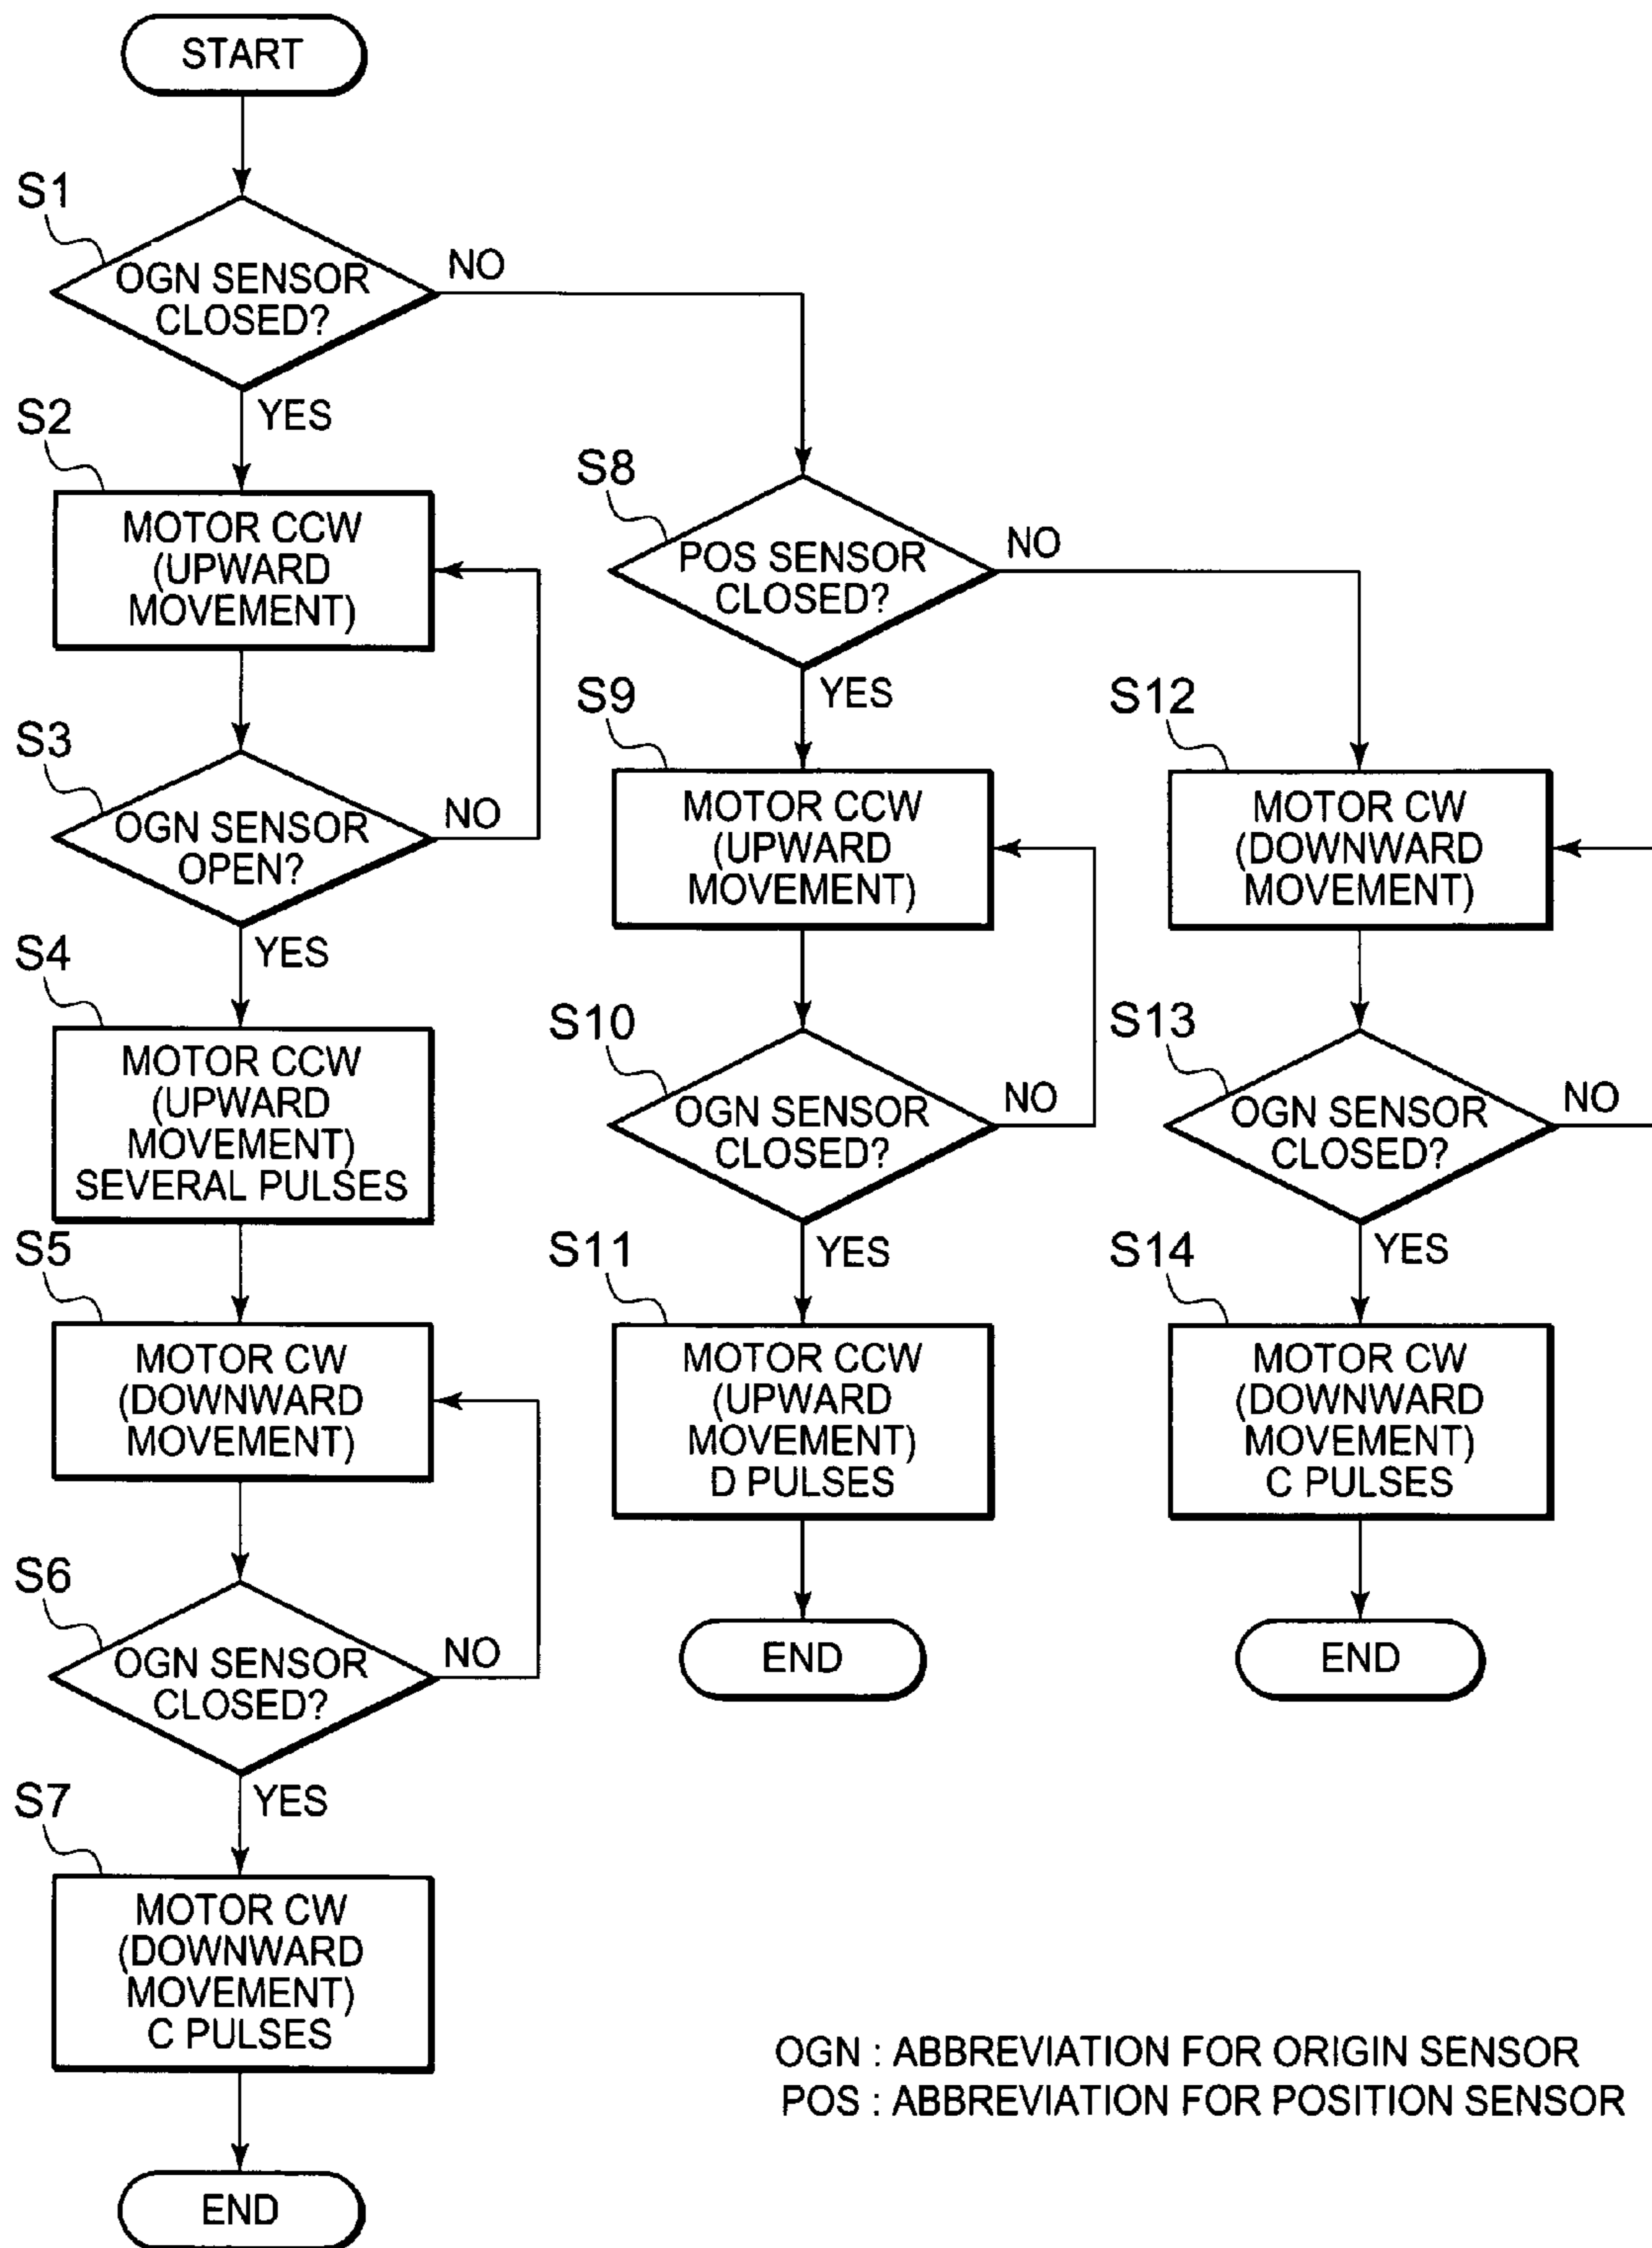 START
S1
OGN SENSOR
CLOSED?
NO
YES
S2
MOTOR CCW
(UPWARD
MOVEMENT)
S3
OGN SENSOR
OPEN?
NO
YES
S4
MOTOR CCW
(UPWARD
MOVEMENT)
SEVERAL PULSES
S5
MOTOR CW
(DOWNWARD
MOVEMENT)
S6
OGN SENSOR
CLOSED?
NO
YES
S7
MOTOR CW
(DOWNWARD
MOVEMENT)
C PULSES
END
S8
POS SENSOR
CLOSED?
NO
YES
S9
MOTOR CCW
(UPWARD
MOVEMENT)
S10
OGN SENSOR
CLOSED?
NO
YES
S11
MOTOR CCW
(UPWARD
MOVEMENT)
D PULSES
END
S12
MOTOR CW
(DOWNWARD
MOVEMENT)
S13
OGN SENSOR
CLOSED?
NO
YES
S14
MOTOR CW
(DOWNWARD
MOVEMENT)
C PULSES
END
OGN : ABBREVIATION FOR ORIGIN SENSOR
POS : ABBREVIATION FOR POSITION SENSOR